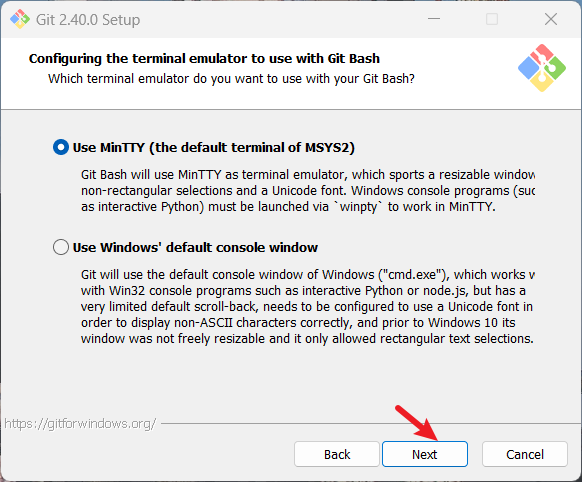 Git 2.40.0 Setup
Configuring the terminal emulator to use with Git Bash
Which terminal emulator do you want to use with your Git Bash?
Use MinTTY (the default terminal of MSYS2)
Git Bash will use MinTTY as terminal emulator, which sports a resizable window
non-rectangular selections and a Unicode font. Windows console programs (suc
as interactive Python) must be launched via `winpty` to work in MinTTY.
Use Windows' default console window
Git will use the default console window of Windows ("cmd.exe"), which works w
with Win32 console programs such as interactive Python or node.js, but has a
very limited default scroll-back, needs to be configured to use a Unicode font in
order to display non-ASCII characters correctly, and prior to Windows 10 its
window was not freely resizable and it only allowed rectangular text selections.
https://gitforwindows.org/
Back
Next
Cancel